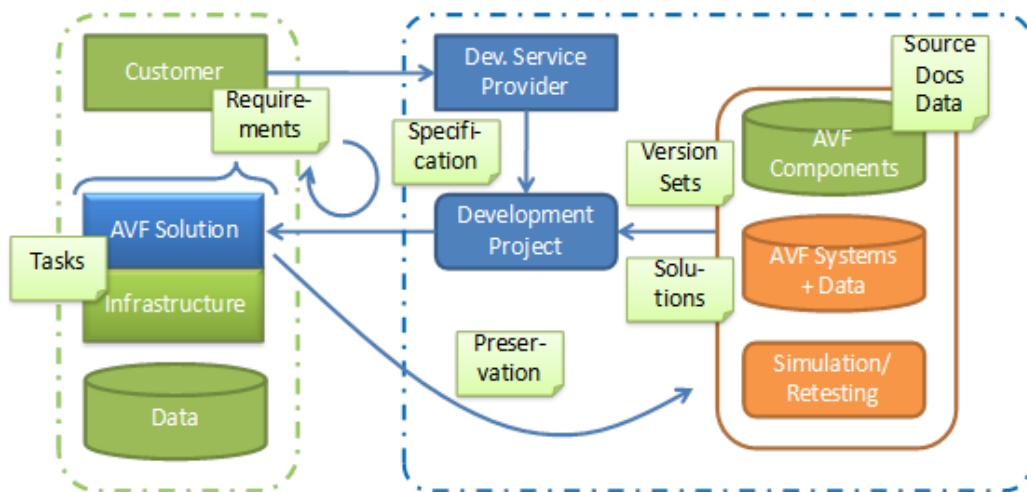 Customer
Require-
ments
AVF Solution
Tasks
Infrastructure
Data
Dev. Service
Provider
Specifi-
cation
Development
Project
Preser-
vation
Version
Sets
Solu-
tions
Source
Docs
Data
AVF
Components
AVF Systems
+ Data
Simulation/
Retesting